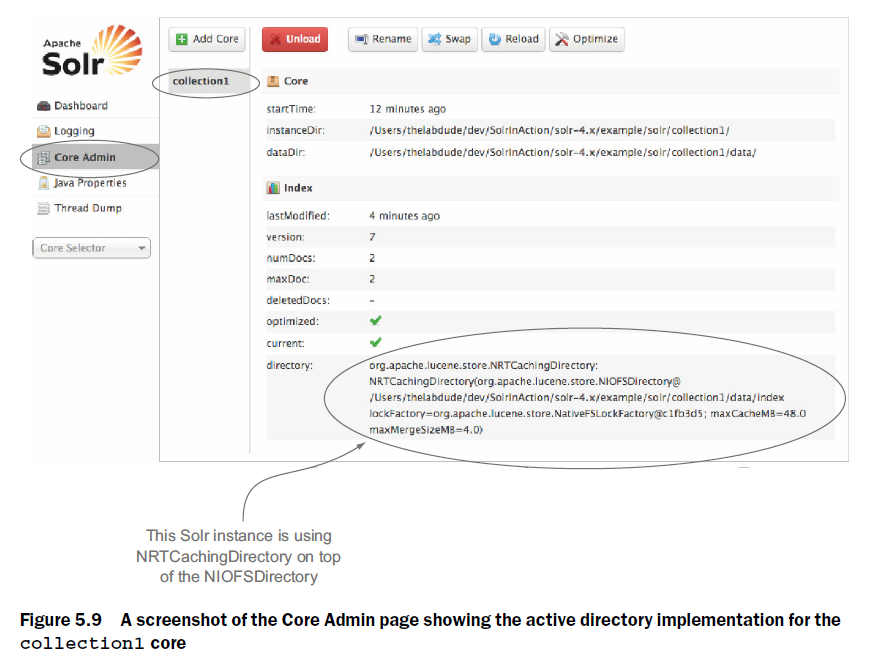 Apache
Solr
Dashboard
Logging
Core Admin
Java Properties
Thread Dump
Core Selector
Add Core
Unload
Rename
Swap
Reload
Optimize
collection1
Core
startTime: 12 minutes ago
instanceDir: /Users/thelabdude/dev/SolrInAction/solr-4.x/example/solr/collection1/
dataDir: /Users/thelabdude/dev/SolrInAction/solr-4.x/example/solr/collection1/data/
Index
lastModified: 4 minutes ago
version: 7
numDocs: 2
maxDoc: 2
deletedDocs: -
optimized:
current:
directory: org.apache.lucene.store.NRTCachingDirectory:
NRTCachingDirectory(org.apache.lucene.store.NIOFSDirectory@
/Users/thelabdude/dev/SolrInAction/solr-4.x/example/solr/collection1/data/index
lockFactory=org.apache.lucene.store.NativeFSLockFactory@c1fb3d5; maxCacheMB=48.0
maxMergeSizeMB=4.0)
This Solr instance is using
NRTCachingDirectory on top
of the NIOFSDirectory
Figure 5.9 A screenshot of the Core Admin page showing the active directory implementation for the
collection1 core